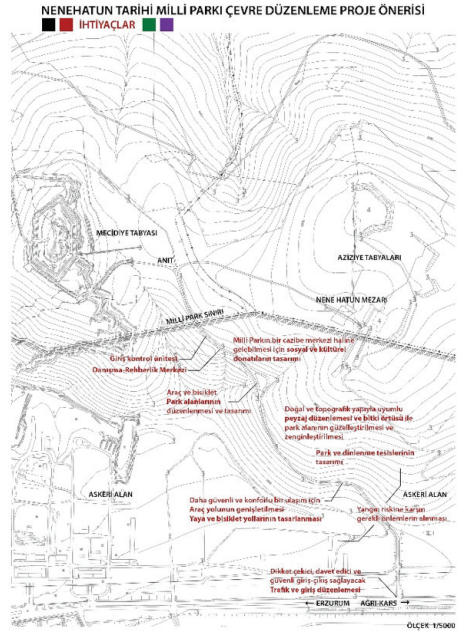 NENEHATUN TARİHİ MİLLİ PARKI ÇEVRE DÜZENLEME PROJE ÖNERİSİ
İHTİYAÇLAR
MECİDİYE TABYASI
ANIT
AZİZİYE TABYALARI
NENE HATUN MEZARI
MİLLİ PARK SINIRI
Giriş kontrol ünitesi
Danışma-Rehberlik Merkezi
Milli Parkın bir cazibe merkezi haline
gelebilmesi için sosyal ve kültürel
donatıların tasarımı
Araç ve bisiklet
Park alanlarının
düzenlenmesi ve tasarımı
Doğal ve topografik yapıyla uyumlu
peyzaj düzenlemesi ve bitki örtüsü ile
park alanının güzelleştirilmesi ve
zenginleştirilmesi
Park ve dinlenme tesislerinin
tasarımı
ASKERİ ALAN
ASKERİ ALAN
Daha güvenli ve konforlu bir ulaşım için
Araç yolunun genişletilmesi
Yaya ve bisiklet yollarının tasarlanması
Yangın riskine karşın
gerekli önlemlerin alınması
Dikkat çekici, davet edici ve
güvenli giriş-çıkış sağlayacak
Trafik ve giriş düzenlemesi
← ERZURUM AĞRI-KARS →
ÖLÇEK 1/5000